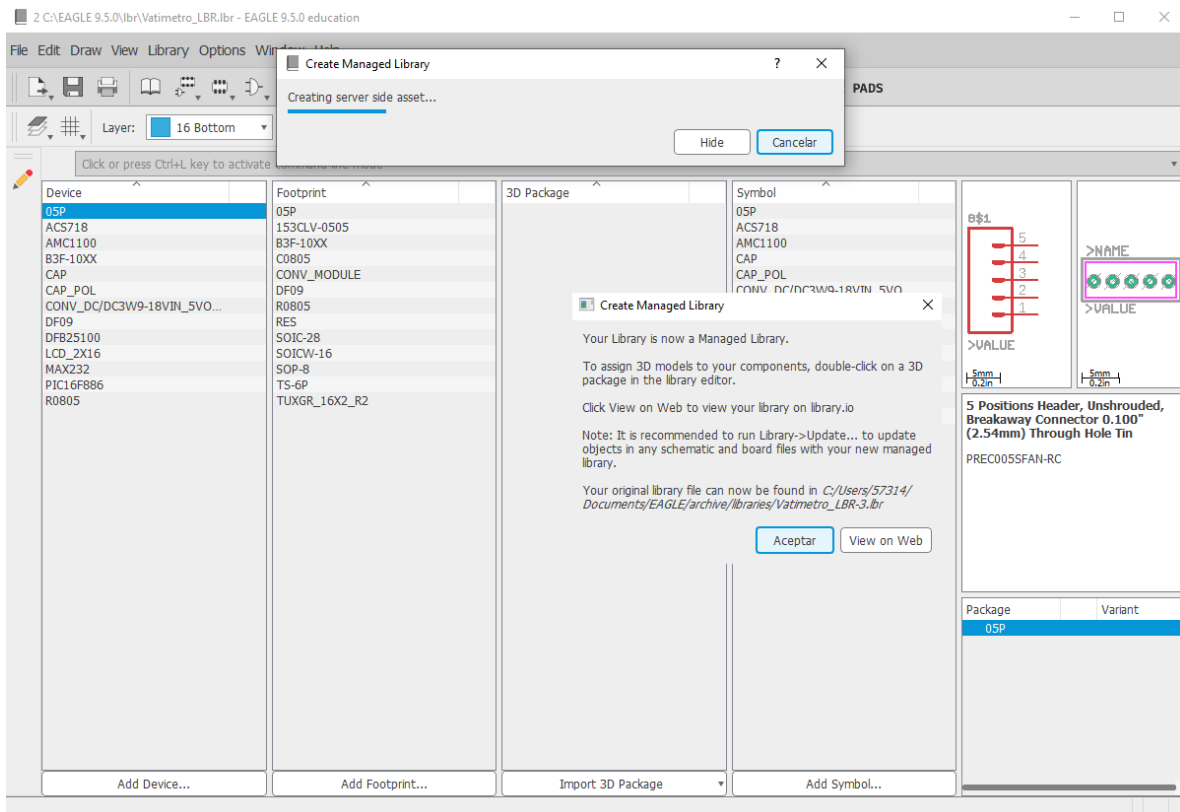 2 C:\EAGLE 9.5.0\lbr\Vatimetro_LBR.lbr - EAGLE 9.5.0 education
File Edit Draw View Library Options
Create Managed Library
?
Creating server side asset...
Hide
Cancelar
PADS
Layer:
16 Bottom
Click or press Ctrl+L key to activate command line mode
Device
05P
ACS718
AMC1100
B3F-10XX
CAP
CAP_POL
CONV_DC/DC3W9-18VIN_5VO...
DF09
DFB25100
LCD_2X16
MAX232
PIC16F886
R0805
Add Device...
Footprint
05P
153CLV-0505
B3F-10XX
C0805
CONV_MODULE
DF09
R0805
RES
SOIC-28
SOICW-16
SOP-8
TS-6P
TUXGR_16X2_R2
Add Footprint...
3D Package
Import 3D Package
Symbol
05P
ACS718
AMC1100
CAP
CAP_POL
CONV_DC/DC3W9-18VIN_5VO
Add Symbol...
Create Managed Library
Your Library is now a Managed Library.
To assign 3D models to your components, double-click on a 3D
package in the library editor.
Click View on Web to view your library on library.io
Note: It is recommended to run Library->Update... to update
objects in any schematic and board files with your new managed
library.
Your original library file can now be found in C:/Users/57314/
Documents/EAGLE/archive/libraries/Vatimetro_LBR-3.lbr
Aceptar
View on Web
8$1
5
4
3
2
1
>VALUE
5mm
0.2in
>NAME
>VALUE
5mm
0.2in
5 Positions Header, Unshrouded,
Breakaway Connector 0.100"
(2.54mm) Through Hole Tin
PREC005SFAN-RC
Package
Variant
05P